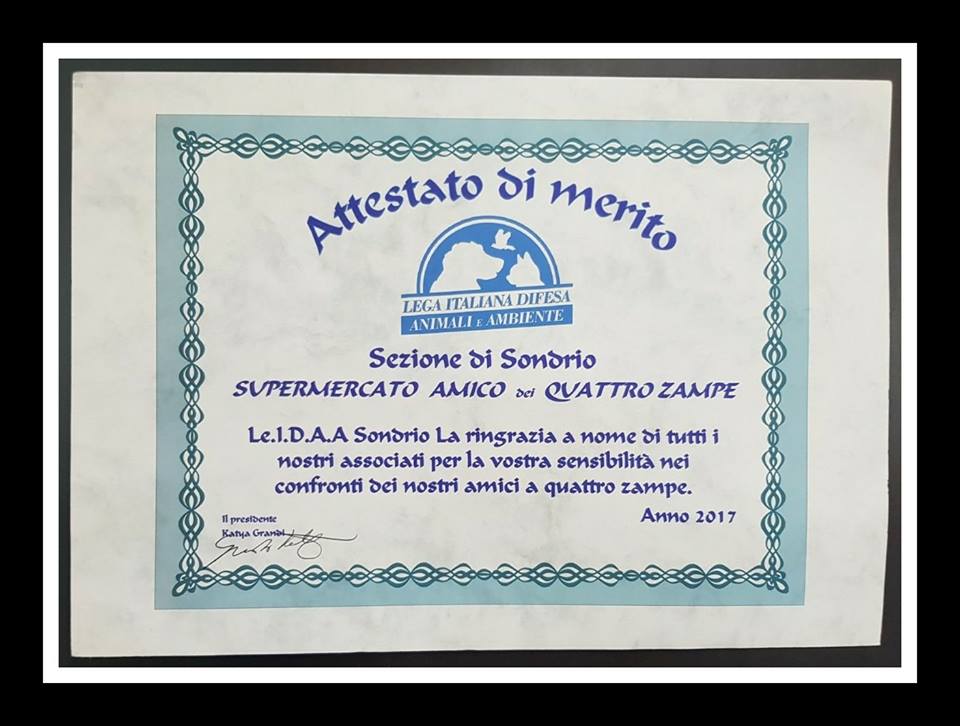 Attestato di merito
LEGA ITALIANA DIFESA
ANIMALI E AMBIENTE
Sezione di Sondrio
SUPERMERCATO AMICO dei QUATTRO ZAMPE
Le.I.D.A.A Sondrio La ringrazia a nome di tutti i
nostri associati per la vostra sensibilità nei
confronti dei nostri amici a quattro zampe.
Anno 2017
Il presidente
Katya Grandi